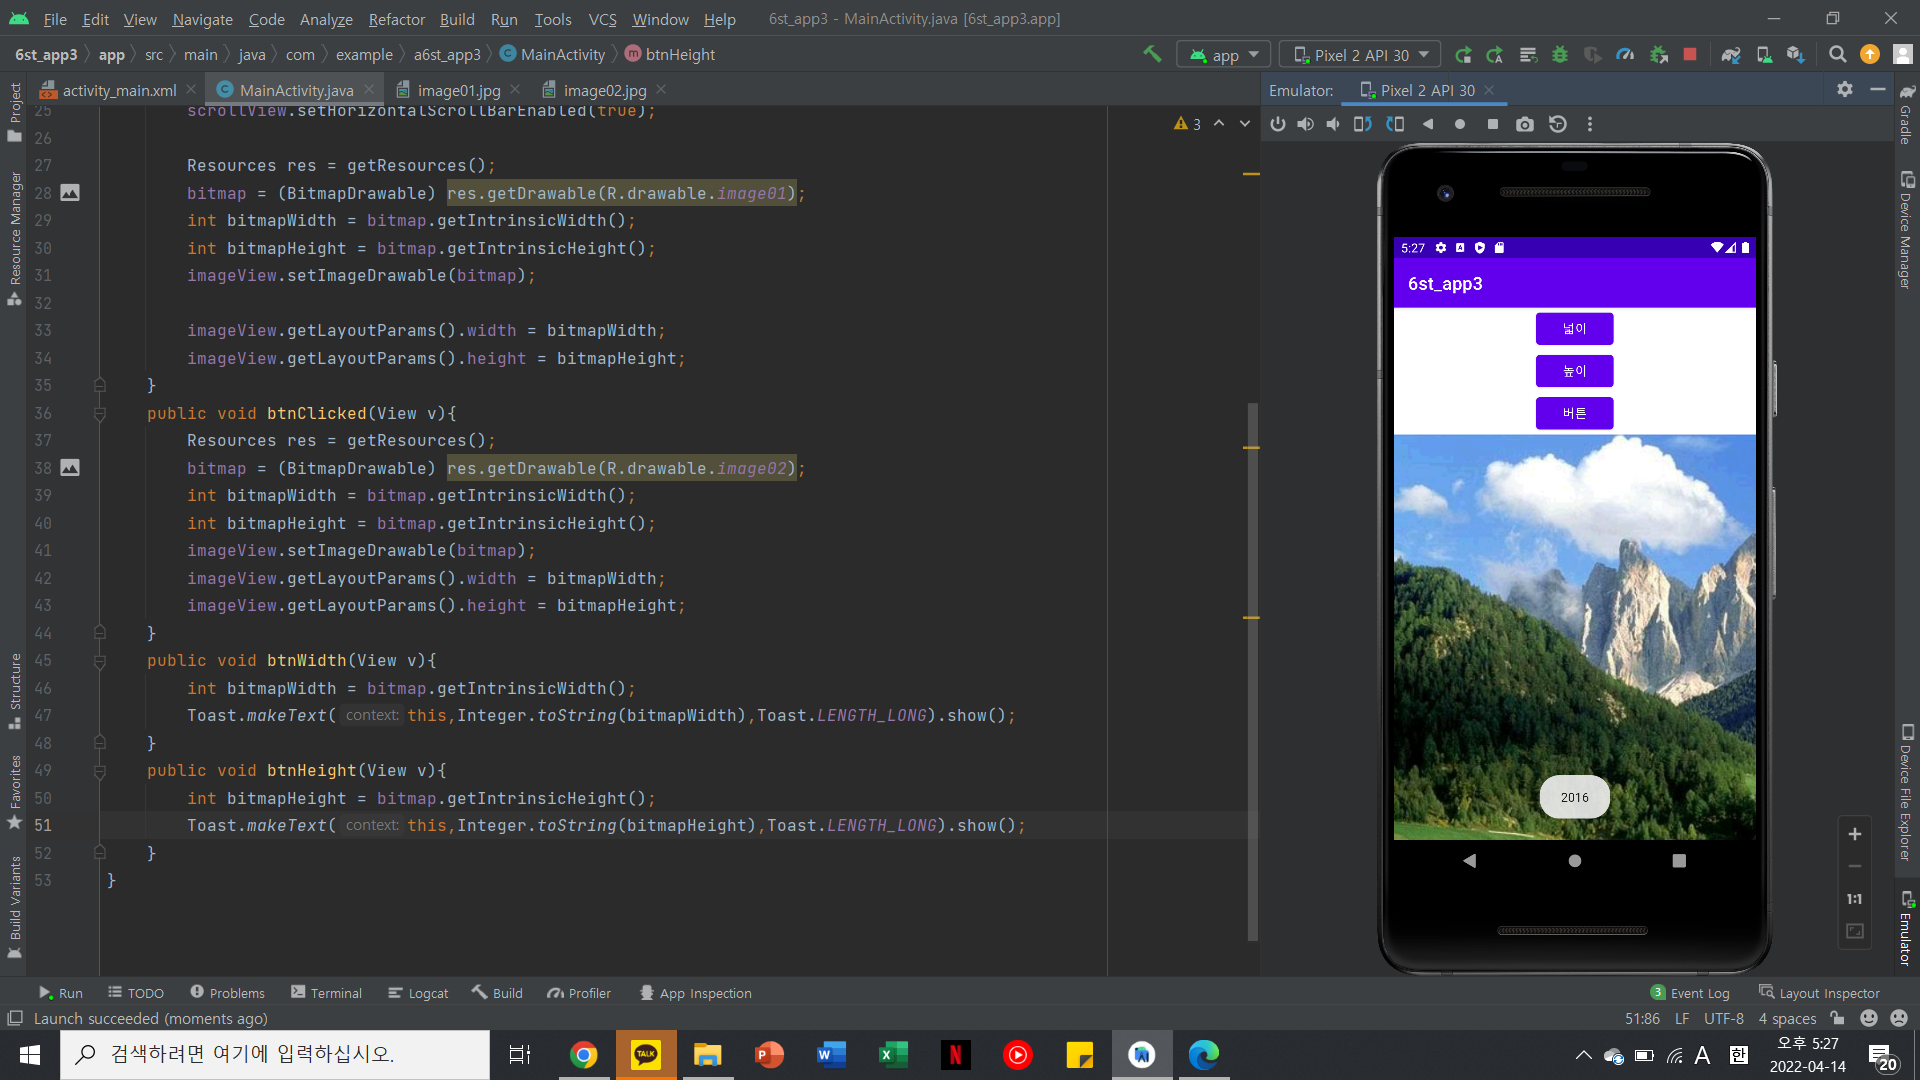 File Edit View Navigate Code Analyze Refactor Build Run Tools VCS Window Help 6st_app3 - MainActivity.java [6st_app3.app]
6st_app3 app src main java com example a6st_app3 MainActivity btnHeight app Pixel 2 API 30
activity_main.xml MainActivity.java image01.jpg image02.jpg Emulator: Pixel 2 API 30
25 scrollView.setHorizontalScrollBarEnabled(true);
26
27 Resources res = getResources();
28 bitmap = (BitmapDrawable) res.getDrawable(R.drawable.image01);
29 int bitmapWidth = bitmap.getIntrinsicWidth();
30 int bitmapHeight = bitmap.getIntrinsicHeight();
31 imageView.setImageDrawable(bitmap);
32
33 imageView.getLayoutParams().width = bitmapWidth;
34 imageView.getLayoutParams().height = bitmapHeight;
35 }
36 public void btnClicked(View v){
37 Resources res = getResources();
38 bitmap = (BitmapDrawable) res.getDrawable(R.drawable.image02);
39 int bitmapWidth = bitmap.getIntrinsicWidth();
40 int bitmapHeight = bitmap.getIntrinsicHeight();
41 imageView.setImageDrawable(bitmap);
42 imageView.getLayoutParams().width = bitmapWidth;
43 imageView.getLayoutParams().height = bitmapHeight;
44 }
45 public void btnWidth(View v){
46 int bitmapWidth = bitmap.getIntrinsicWidth();
47 Toast.makeText( context: this,Integer.toString(bitmapWidth),Toast.LENGTH_LONG).show();
48 }
49 public void btnHeight(View v){
50 int bitmapHeight = bitmap.getIntrinsicHeight();
51 Toast.makeText( context: this,Integer.toString(bitmapHeight),Toast.LENGTH_LONG).show();
52 }
53 }
3
Project
Resource Manager
Structure
Favorites
Build Variants
5:27
6st_app3
넓이
높이
버튼
2016
1:1
Gradle
Device Manager
Device File Explorer
Emulator
Run TODO Problems Terminal Logcat Build Profiler App Inspection 3 Event Log Layout Inspector
Launch succeeded (moments ago) 51:86 LF UTF-8 4 spaces
검색하려면 여기에 입력하십시오. TALK A 한 오후 5:27
2022-04-14 20